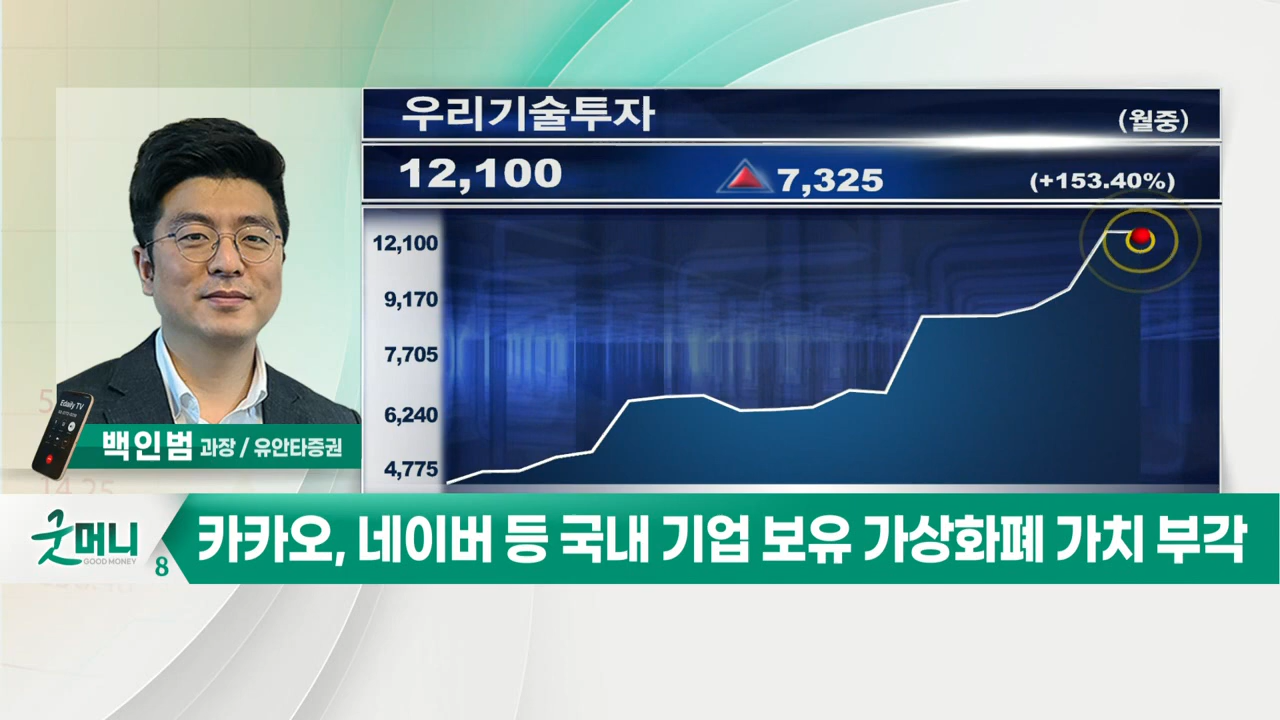 우리기술투자
(월중)
12,100
7,325
(+153.40%)
12,100
9,170
7,705
6,240
4,775
Edaily TV
백인범 과장 / 유안타증권
14.25
굿머니
GOOD MONEY
8
카카오, 네이버 등 국내 기업 보유 가상화폐 가치 부각